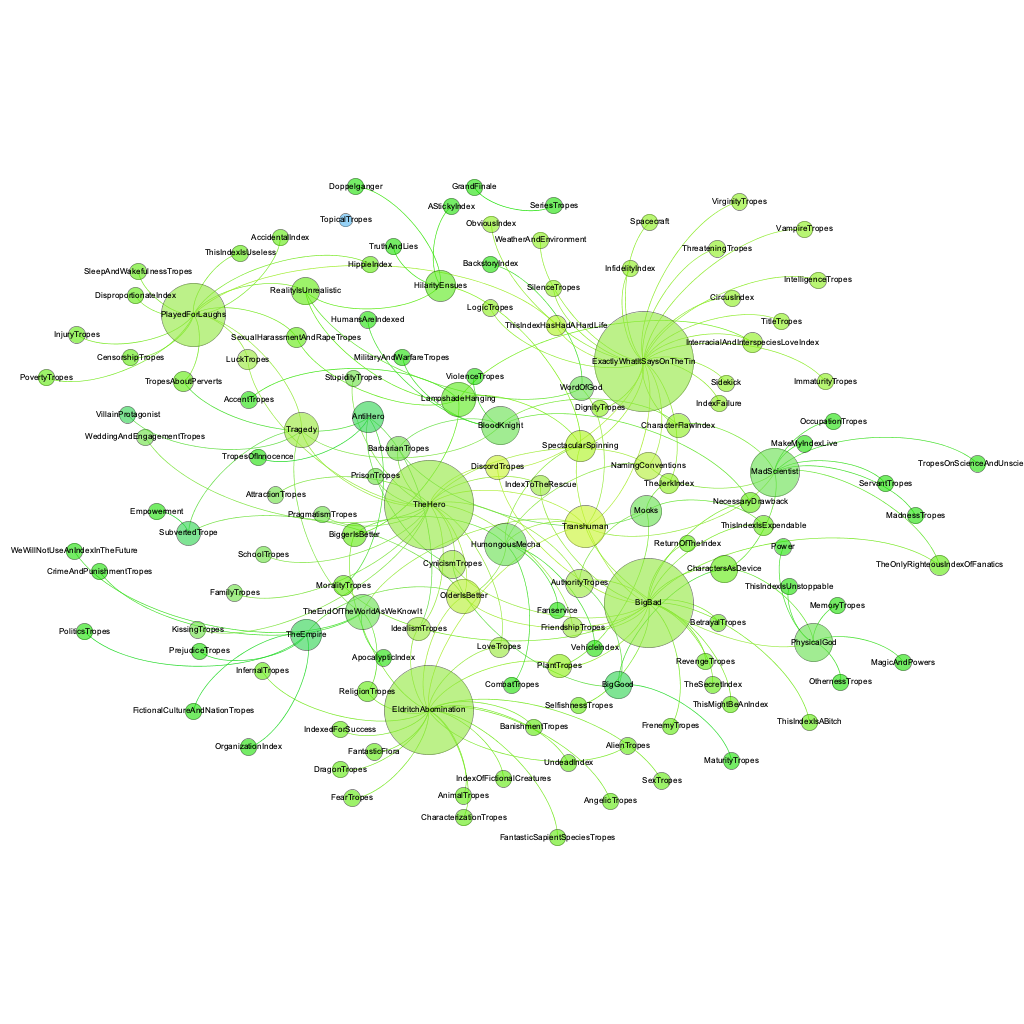 Doppelganger
GrandFinale
AStickyIndex
SeriesTropes
VirginityTropes
TopicalTropes
ObviousIndex
Spacecraft
VampireTropes
AccidentalIndex
WeatherAndEnvironment
ThisIndexIsUseless
TruthAndLies
ThreateningTropes
SleepAndWakefulnessTropes
HippieIndex
BackstoryIndex
InfidelityIndex
IntelligenceTropes
DisproportionateIndex
RealityIsUnrealistic
HilarityEnsues
SilenceTropes
CircusIndex
PlayedForLaughs
HumansAreIndexed
LogicTropes
ThisIndexHasHadAHardLife
TitleTropes
InjuryTropes
SexualHarassmentAndRapeTropes
InterracialAndInterspeciesLoveIndex
CensorshipTropes
LuckTropes
MilitaryAndWarfareTropes
ExactlyWhatItSaysOnTheTin
PovertyTropes
TropesAboutPerverts
StupidityTropes
ViolenceTropes
WordOfGod
Sidekick
ImmaturityTropes
AccentTropes
LampshadeHanging
DignityTropes
IndexFailure
VillainProtagonist
AntiHero
BloodKnight
CharacterFlawIndex
OccupationTropes
WeddingAndEngagementTropes
Tragedy
BarbarianTropes
SpectacularSpinning
MakeMyIndexLive
TropesOfInnocence
DiscordTropes
NamingConventions
MadScientist
TropesOnScienceAndUnscie
PrisonTropes
IndexToTheRescue
TheJerkIndex
ServantTropes
AttractionTropes
TheHero
NecessaryDrawback
Empowerment
PragmatismTropes
Mooks
MadnessTropes
SubvertedTrope
BiggerIsBetter
Transhuman
ThisIndexIsExpendable
WeWillNotUseAnIndexInTheFuture
SchoolTropes
HumongousMecha
ReturnOfTheIndex
Power
CrimeAndPunishmentTropes
CynicismTropes
CharactersAsDevice
TheOnlyRighteousIndexOfFanatics
FamilyTropes
MoralityTropes
AuthorityTropes
ThisIndexIsUnstoppable
OlderIsBetter
BigBad
MemoryTropes
TheEndOfTheWorldAsWeKnowIt
Fanservice
PoliticsTropes
KissingTropes
TheEmpire
IdealismTropes
FriendshipTropes
BetrayalTropes
PrejudiceTropes
ApocalypticIndex
LoveTropes
VehicleIndex
PhysicalGod
InfernalTropes
PlantTropes
RevengeTropes
MagicAndPowers
ReligionTropes
CombatTropes
BigGood
TheSecretIndex
OthernessTropes
FictionalCultureAndNationTropes
EldritchAbomination
SelfishnessTropes
ThisMightBeAnIndex
IndexedForSuccess
BanishmentTropes
FrenemyTropes
ThisIndexIsABitch
OrganizationIndex
FantasticFlora
AlienTropes
DragonTropes
UndeadIndex
MaturityTropes
IndexOfFictionalCreatures
SexTropes
FearTropes
AnimalTropes
AngelicTropes
CharacterizationTropes
FantasticSapientSpeciesTropes